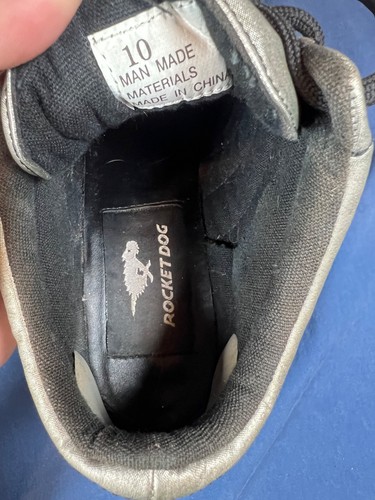 10
MAN MADE
MATERIALS
MADE IN CHINA
ROCKET DOG